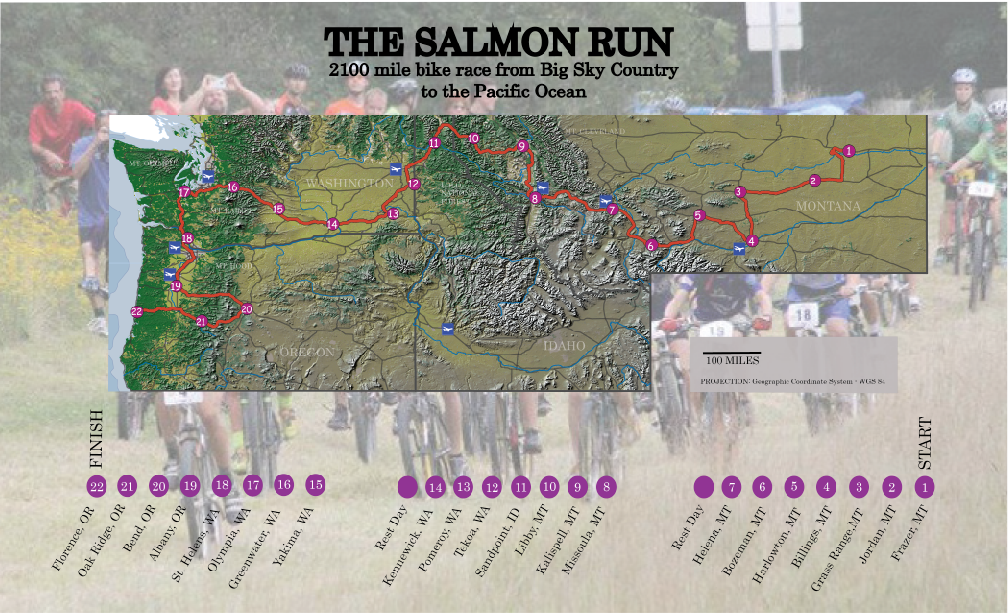 THE SALMON RUN
2100 mile bike race from Big Sky Country
to the Pacific Ocean
MT CLEVELAND
MT OLYMPUS
WASHINGTON
MONTANA
MT HOOD
OREGON
IDAHO
1
2
3
4
5
6
7
8
9
10
11
12
13
14
15
16
17
18
19
20
21
22
19
18
100 MILES
PROJECTION: Geographic Coordinate System - WGS 84
FINISH
START
22 21 20 19 18 17 16 15
14 13 12 11 10 9 8
7 6 5 4 3 2 1
Florence, OR
Oak Ridge, OR
Bend, OR
Albany, OR
St Helens, WA
Olympia, WA
Greenwater, WA
Yakima, WA
Rest Day
Kennewick, WA
Pomeroy, WA
Tekoa, WA
Sandpoint, ID
Libby, MT
Kalispell, MT
Missoula, MT
Rest Day
Helena, MT
Bozeman, MT
Harlowton, MT
Billings, MT
Grass Range, MT
Jordan, MT
Frazer, MT